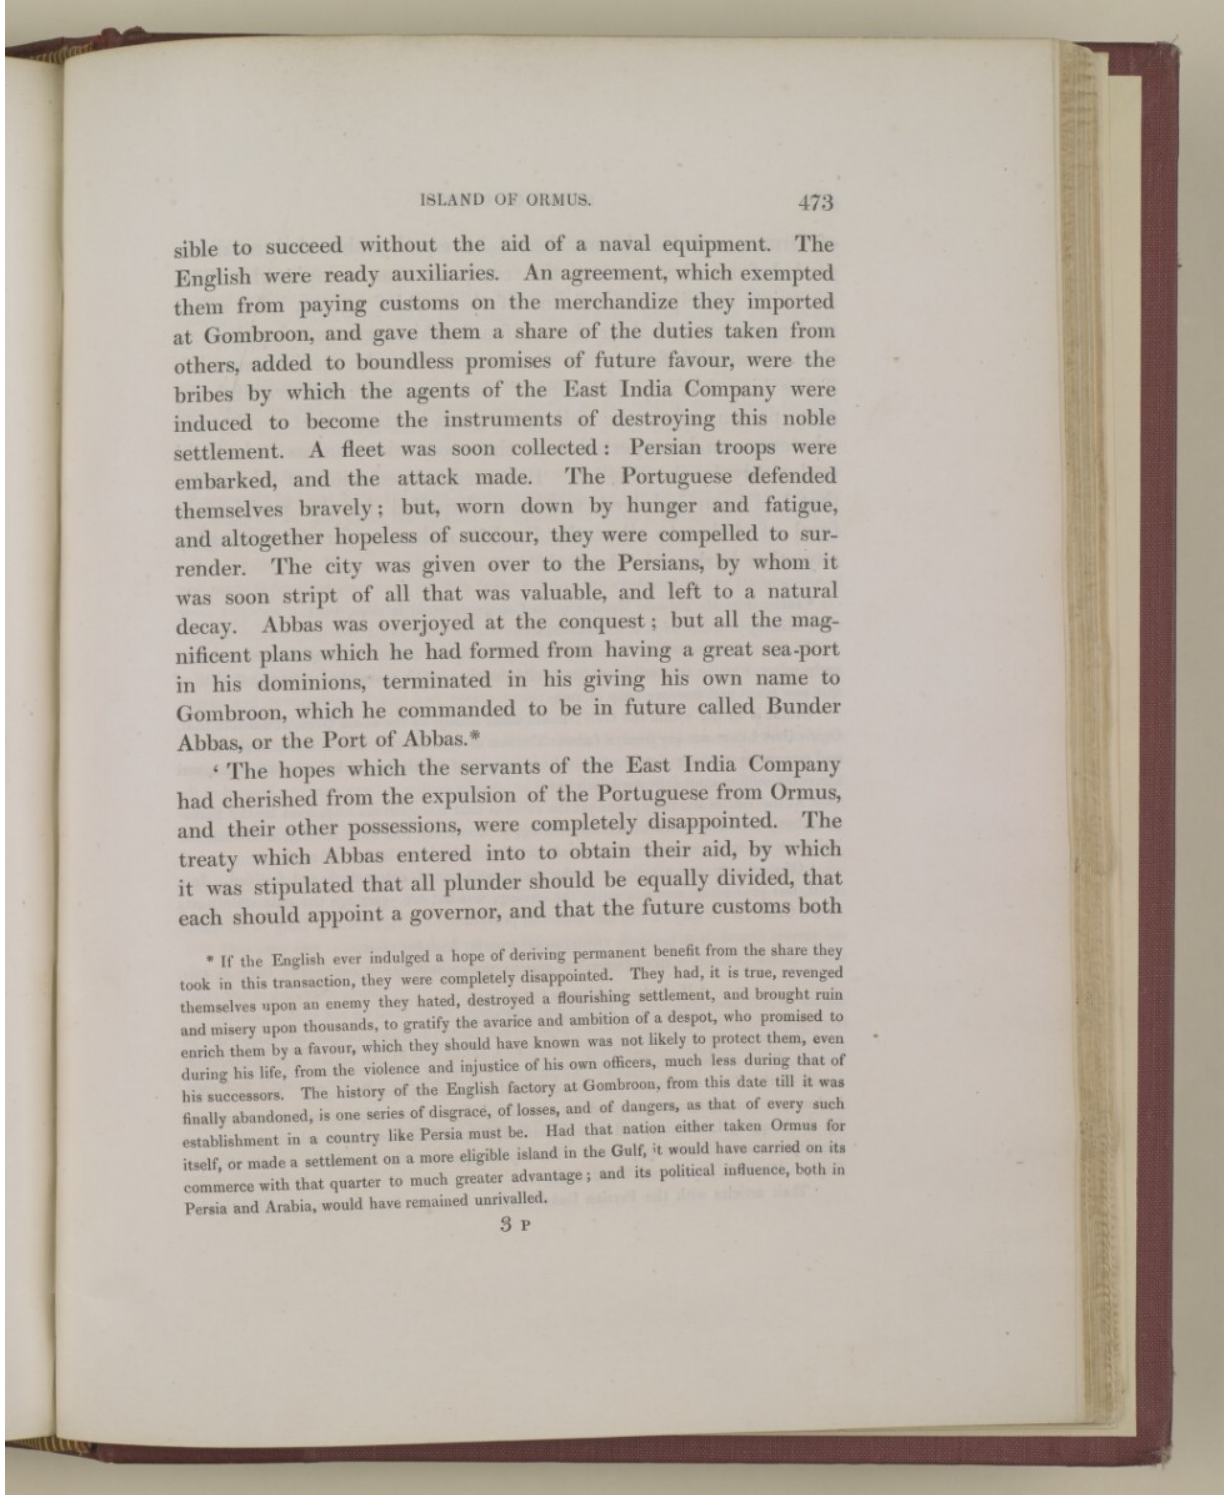 ISLAND OF ORMUS. 473
sible to succeed without the aid of a naval equipment. The
English were ready auxiliaries. An agreement, which exempted
them from paying customs on the merchandize they imported
at Gombroon, and gave them a share of the duties taken from
others, added to boundless promises of future favour, were the
bribes by which the agents of the East India Company were
induced to become the instruments of destroying this noble
settlement. A fleet was soon collected: Persian troops were
embarked, and the attack made. The Portuguese defended
themselves bravely; but, worn down by hunger and fatigue,
and altogether hopeless of succour, they were compelled to sur-
render. The city was given over to the Persians, by whom it
was soon stript of all that was valuable, and left to a natural
decay. Abbas was overjoyed at the conquest; but all the mag-
nificent plans which he had formed from having a great sea-port
in his dominions, terminated in his giving his own name to
Gombroon, which he commanded to be in future called Bunder
Abbas, or the Port of Abbas.*
‘ The hopes which the servants of the East India Company
had cherished from the expulsion of the Portuguese from Ormus,
and their other possessions, were completely disappointed. The
treaty which Abbas entered into to obtain their aid, by which
it was stipulated that all plunder should be equally divided, that
each should appoint a governor, and that the future customs both
* If the English ever indulged a hope of deriving permanent benefit from the share they
took in this transaction, they were completely disappointed. They had, it is true, revenged
themselves upon an enemy they hated, destroyed a flourishing settlement, and brought ruin
and misery upon thousands, to gratify the avarice and ambition of a despot, who promised to
enrich them by a favour, which they should have known was not likely to protect them, even
during his life, from the violence and injustice of his own officers, much less during that of
his successors. The history of the English factory at Gombroon, from this date till it was
finally abandoned, is one series of disgrace, of losses, and of dangers, as that of every such
establishment in a country like Persia must be. Had that nation either taken Ormus for
itself, or made a settlement on a more eligible island in the Gulf, it would have carried on its
commerce with that quarter to much greater advantage; and its political influence, both in
Persia and Arabia, would have remained unrivalled.
3 P